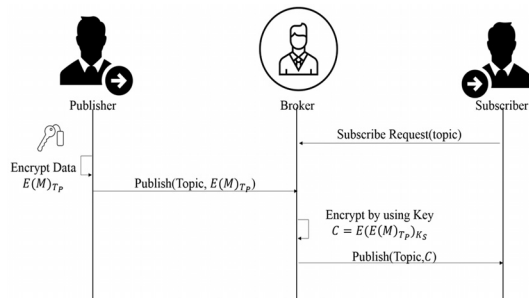 Publisher
Broker
Subscriber
Subscribe Request(topic)
Encrypt Data
E(M)_{T_P}
Publish(Topic, E(M)_{T_P})
Encrypt by using Key
C = E(E(M)_{T_P})_{K_S}
Publish(Topic,C)